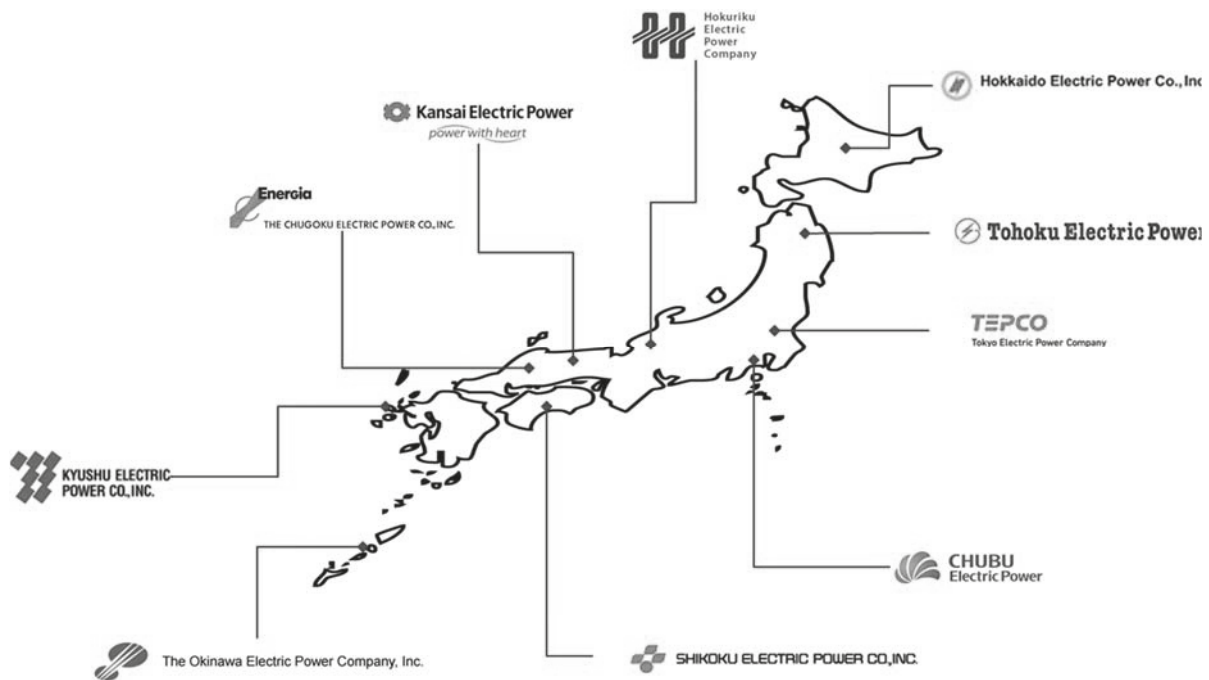 Hokuriku
Electric
Power
Company
Hokkaido Electric Power Co., Inc
Kansai Electric Power
power with heart
Energia
THE CHUGOKU ELECTRIC POWER CO.,INC.
Tohoku Electric Power
TEPCO
Tokyo Electric Power Company
KYUSHU ELECTRIC
POWER CO.,INC.
CHUBU
Electric Power
The Okinawa Electric Power Company, Inc.
SHIKOKU ELECTRIC POWER CO.,INC.